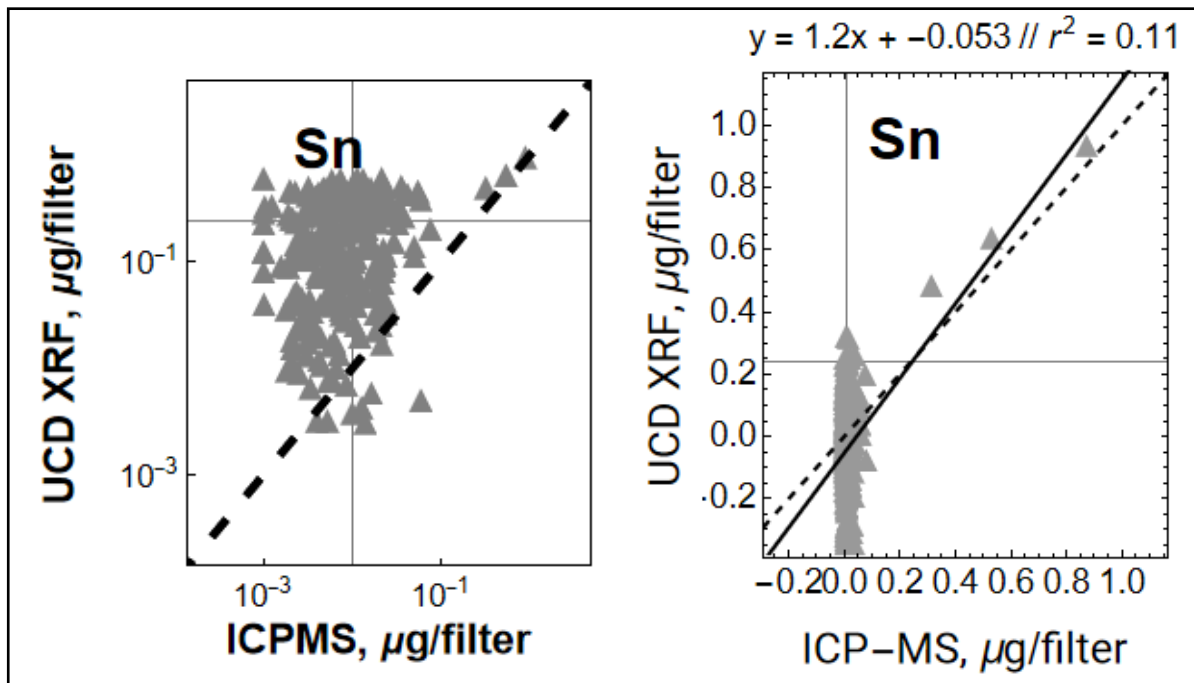 Sn
UCD XRF, µg/filter
10⁻¹
10⁻³
10⁻³ 10⁻¹
ICPMS, µg/filter
y = 1.2x + −0.053 // r² = 0.11
Sn
UCD XRF, µg/filter
1.0
0.8
0.6
0.4
0.2
0.0
-0.2
−0.2 0.0 0.2 0.4 0.6 0.8 1.0
ICP−MS, µg/filter